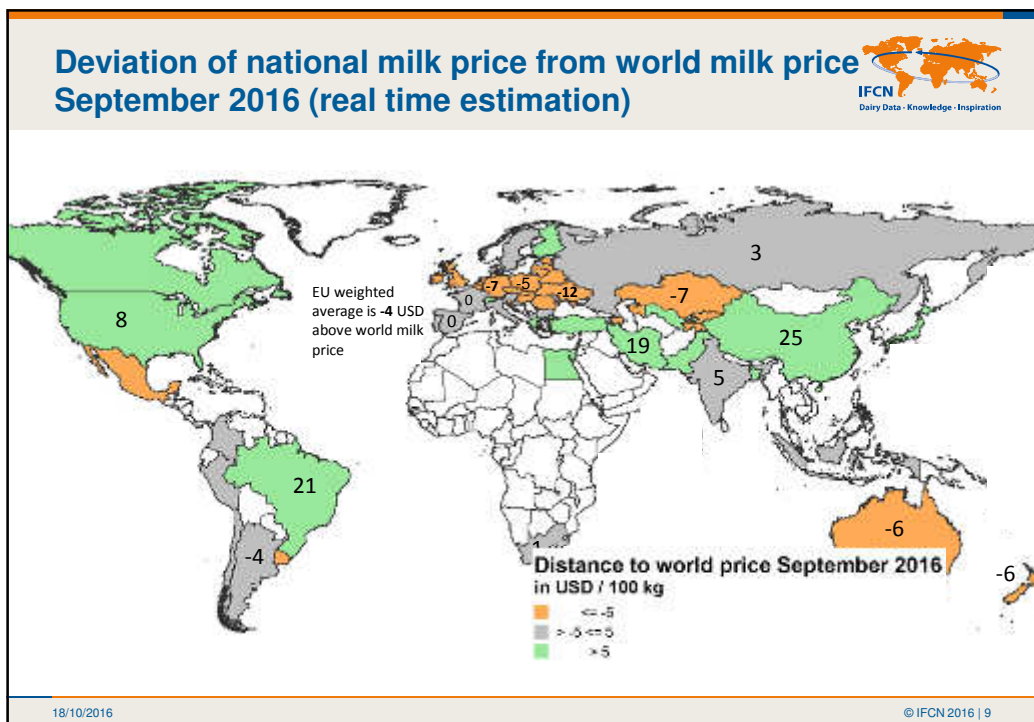 Deviation of national milk price from world milk price
September 2016 (real time estimation)
IFCN
Dairy Data - Knowledge - Inspiration
3
-7
-5
-12
-7
0
0
EU weighted
average is -4 USD
above world milk
price
8
19
25
5
21
-4
1
-6
-6
Distance to world price September 2016
in USD / 100 kg
<= -5
> -5 <= 5
> 5
18/10/2016
© IFCN 2016 | 9